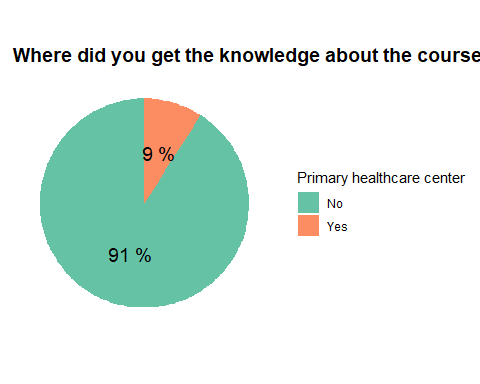 Where did you get the knowledge about the course
9 %
91 %
Primary healthcare center
No
Yes